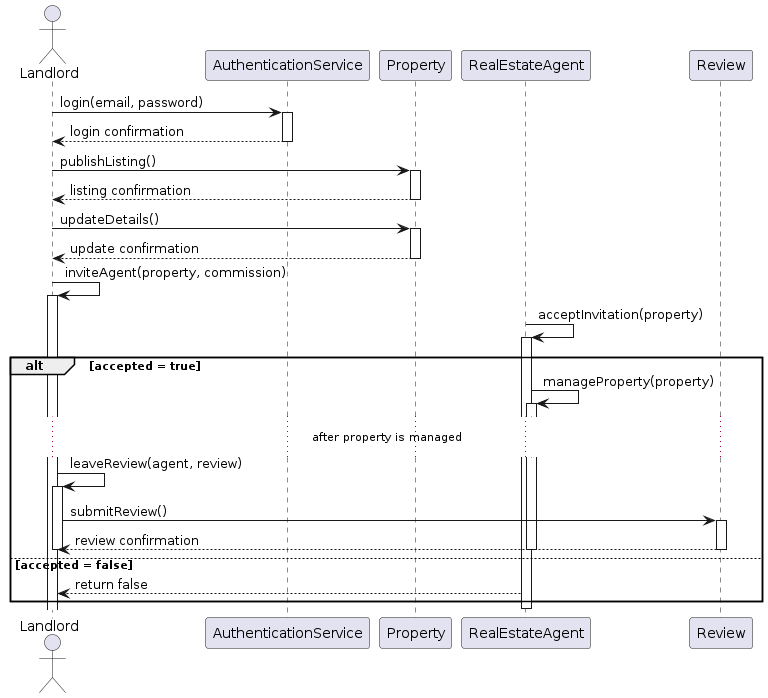 Landlord
AuthenticationService
Property
RealEstateAgent
Review
login(email, password)
login confirmation
publishListing()
listing confirmation
updateDetails()
update confirmation
inviteAgent(property, commission)
acceptInvitation(property)
alt
[accepted = true]
manageProperty(property)
after property is managed
leaveReview(agent, review)
submitReview()
review confirmation
[accepted = false]
return false
Landlord
AuthenticationService
Property
RealEstateAgent
Review